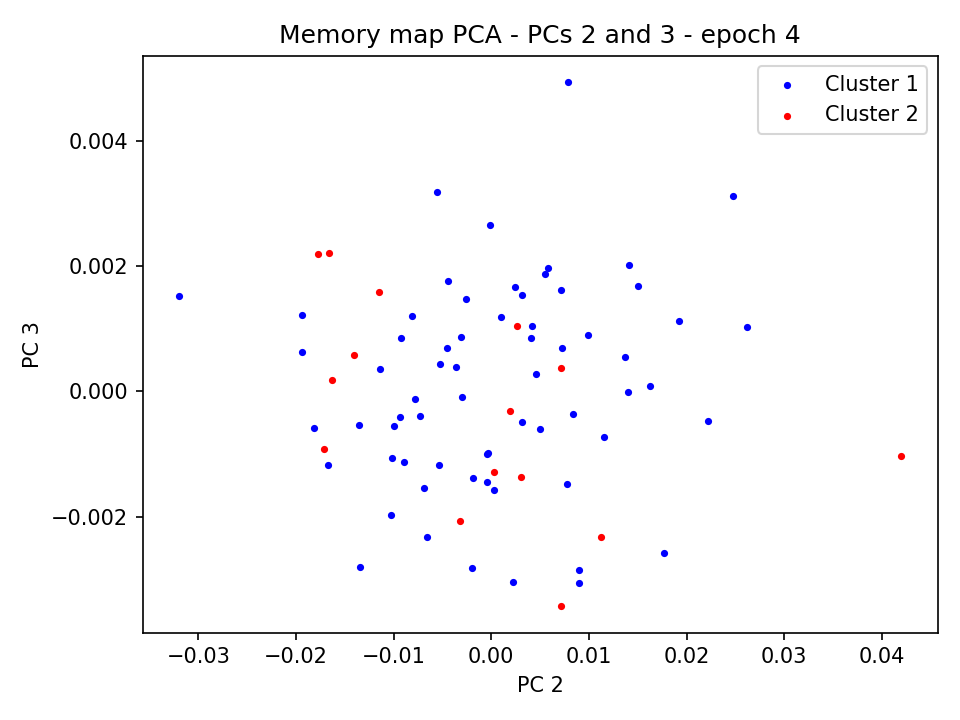 Memory map PCA - PCs 2 and 3 - epoch 4
Cluster 1
Cluster 2
0.004
0.002
0.000
−0.002
PC 3
−0.03 −0.02 −0.01 0.00 0.01 0.02 0.03 0.04
PC 2